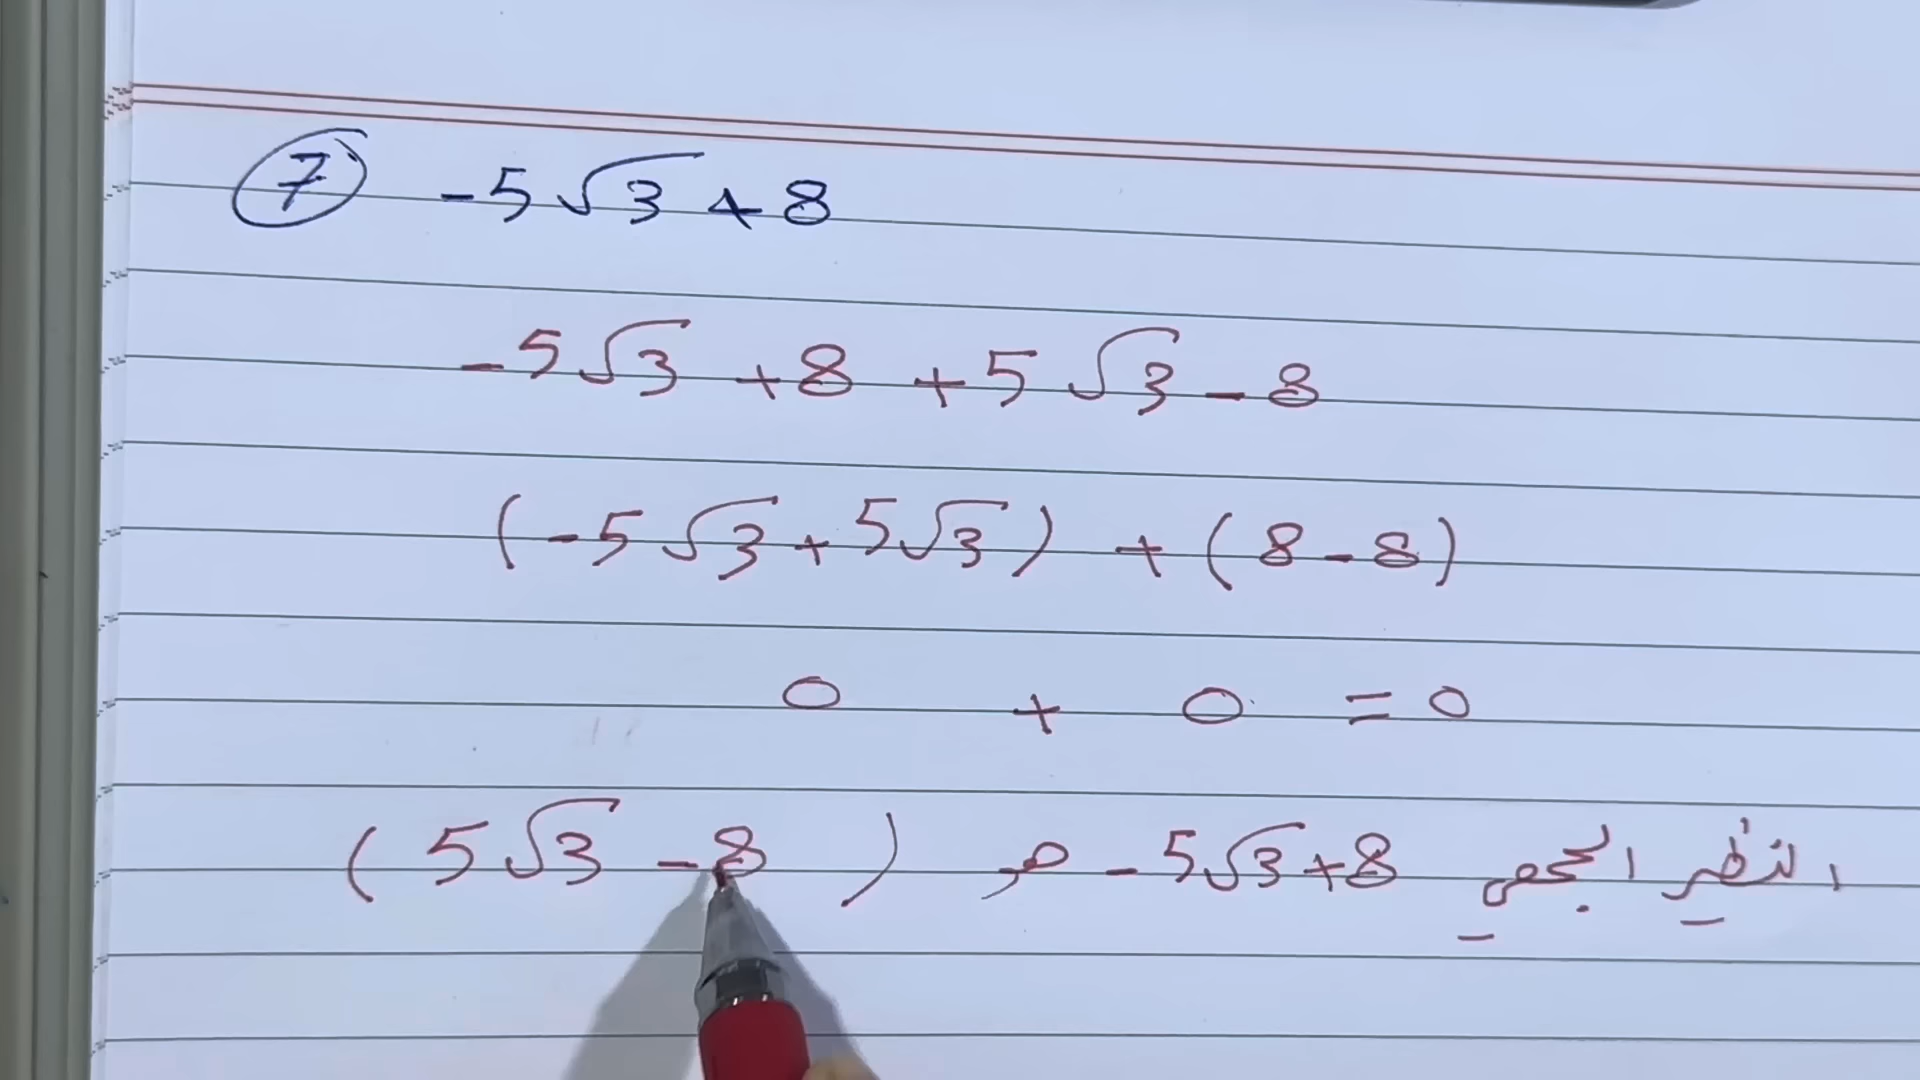 7 -5√3 + 8
-5√3 + 8 + 5√3 - 8
(-5√3 + 5√3) + (8 - 8)
0 + 0 = 0
النظير الجمعي -5√3+8 هو (5√3 - 8)